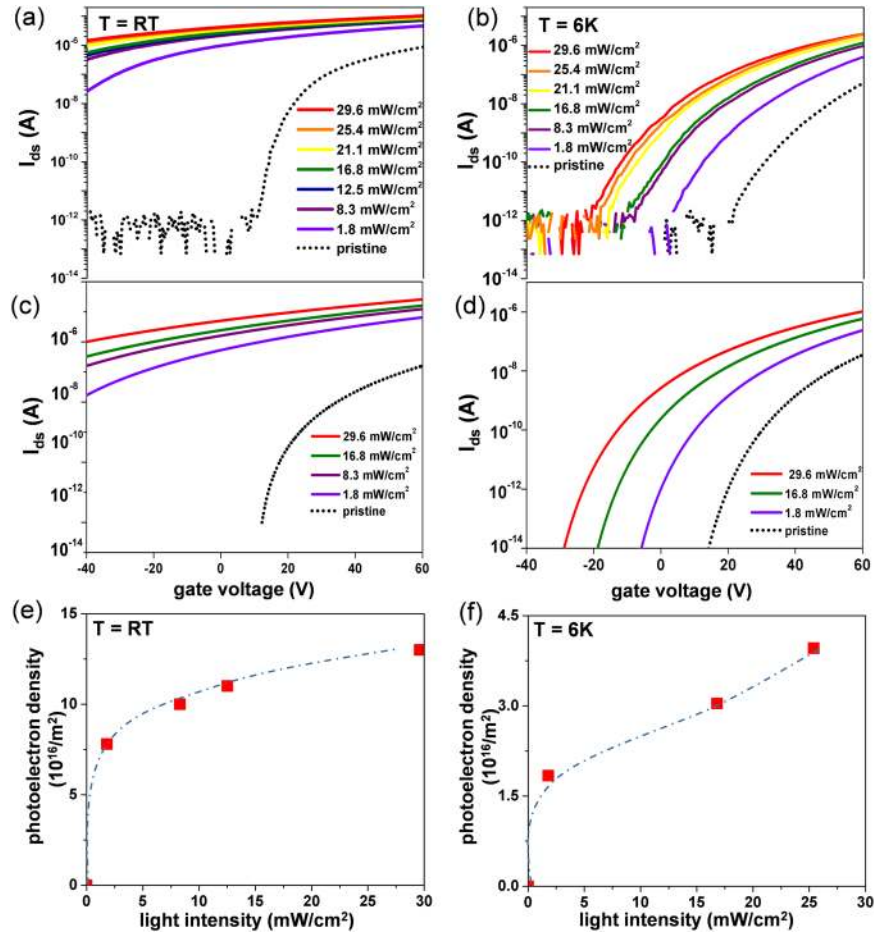 (a)
T = RT
10⁻⁶
10⁻⁸
10⁻¹⁰
10⁻¹²
10⁻¹⁴
I_ds (A)
29.6 mW/cm²
25.4 mW/cm²
21.1 mW/cm²
16.8 mW/cm²
12.5 mW/cm²
8.3 mW/cm²
1.8 mW/cm²
pristine
(b)
T = 6K
10⁻⁶
10⁻⁸
10⁻¹⁰
10⁻¹²
10⁻¹⁴
I_ds (A)
29.6 mW/cm²
25.4 mW/cm²
21.1 mW/cm²
16.8 mW/cm²
8.3 mW/cm²
1.8 mW/cm²
pristine
(c)
10⁻⁶
10⁻⁸
10⁻¹⁰
10⁻¹²
10⁻¹⁴
I_ds (A)
29.6 mW/cm²
16.8 mW/cm²
8.3 mW/cm²
1.8 mW/cm²
pristine
-40 -20 0 20 40 60
gate voltage (V)
(d)
10⁻⁶
10⁻⁸
10⁻¹⁰
10⁻¹²
10⁻¹⁴
I_ds (A)
29.6 mW/cm²
16.8 mW/cm²
1.8 mW/cm²
pristine
-40 -20 0 20 40 60
gate voltage (V)
(e)
T = RT
15
10
5
0
photoelectron density
(10¹⁶/m²)
0 5 10 15 20 25 30
light intensity (mW/cm²)
(f)
T = 6K
4.5
3.0
1.5
0.0
photoelectron density
(10¹⁶/m²)
0 5 10 15 20 25 30
light intensity (mW/cm²)